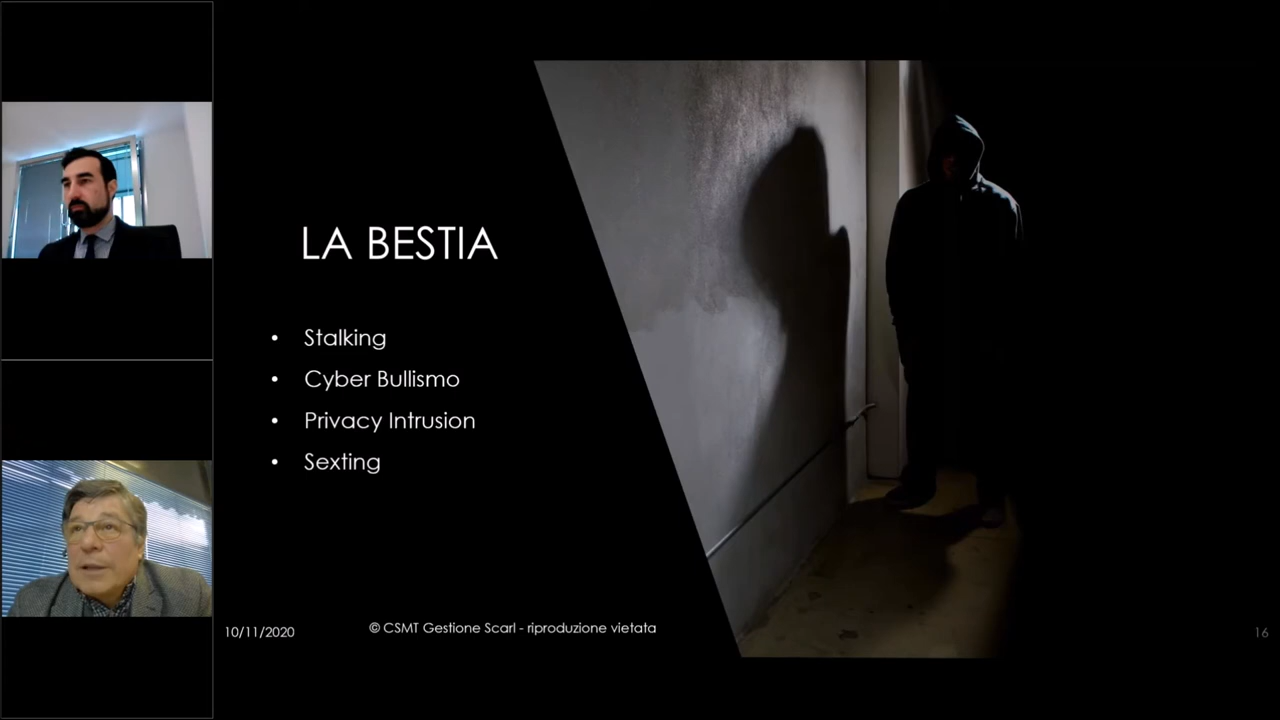 LA BESTIA
• Stalking
• Cyber Bullismo
• Privacy Intrusion
• Sexting
10/11/2020
© CSMT Gestione Scarl - riproduzione vietata
16